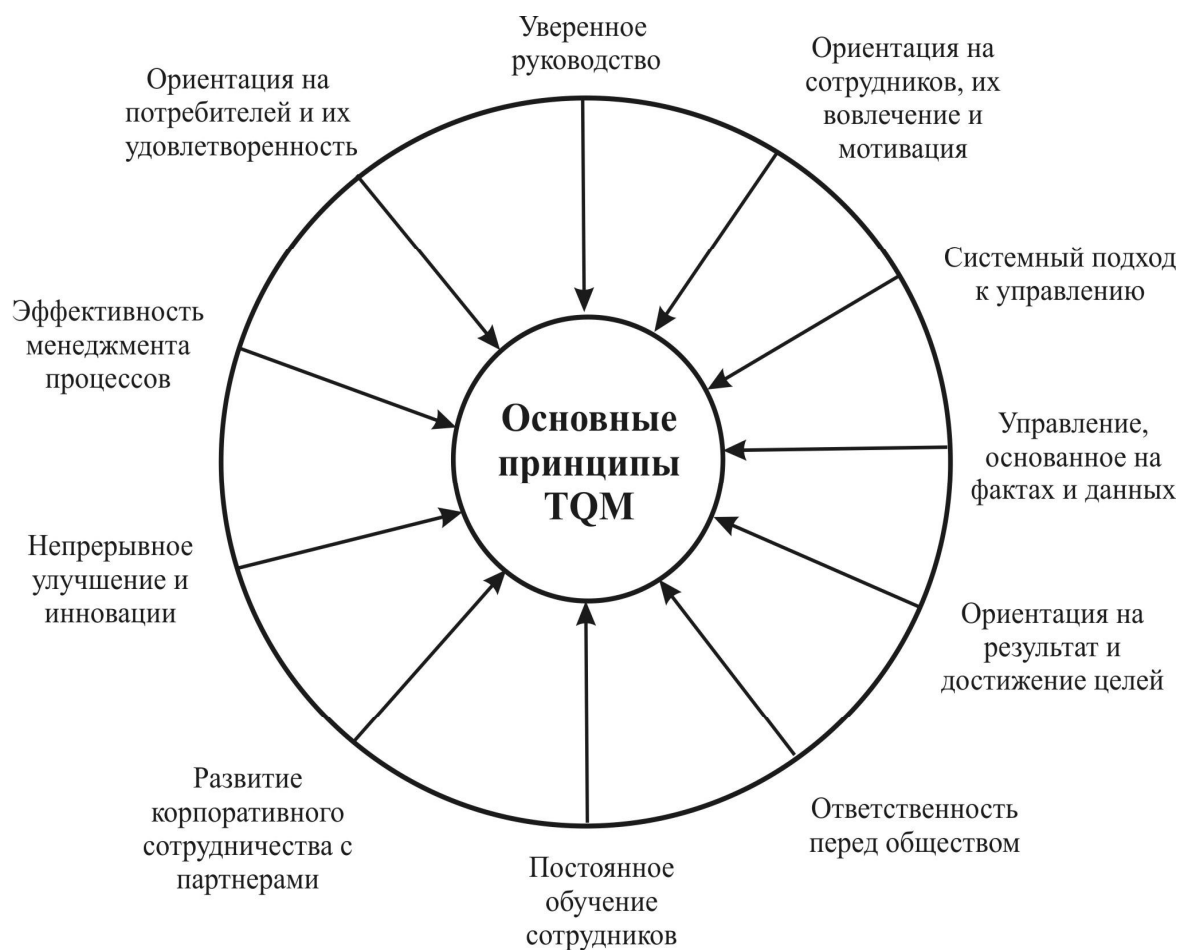 Уверенное
руководство
Ориентация на
сотрудников, их
вовлечение и
мотивация
Системный подход
к управлению
Управление,
основанное на
фактах и данных
Ориентация на
результат и
достижение целей
Ответственность
перед обществом
Постоянное
обучение
сотрудников
Развитие
корпоративного
сотрудничества с
партнерами
Непрерывное
улучшение и
инновации
Эффективность
менеджмента
процессов
Ориентация на
потребителей и их
удовлетворенность
Основные
принципы
TQM